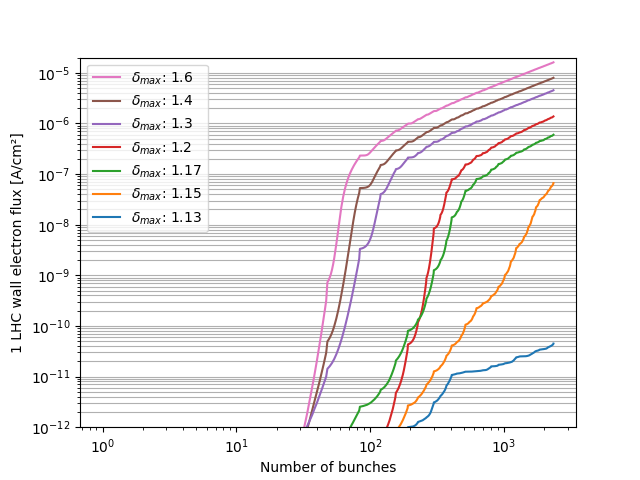 10⁻⁵
10⁻⁶
10⁻⁷
10⁻⁸
10⁻⁹
10⁻¹⁰
10⁻¹¹
10⁻¹²
1 LHC wall electron flux [A/cm²]
δmax: 1.6
δmax: 1.4
δmax: 1.3
δmax: 1.2
δmax: 1.17
δmax: 1.15
δmax: 1.13
10⁰ 10¹ 10² 10³
Number of bunches